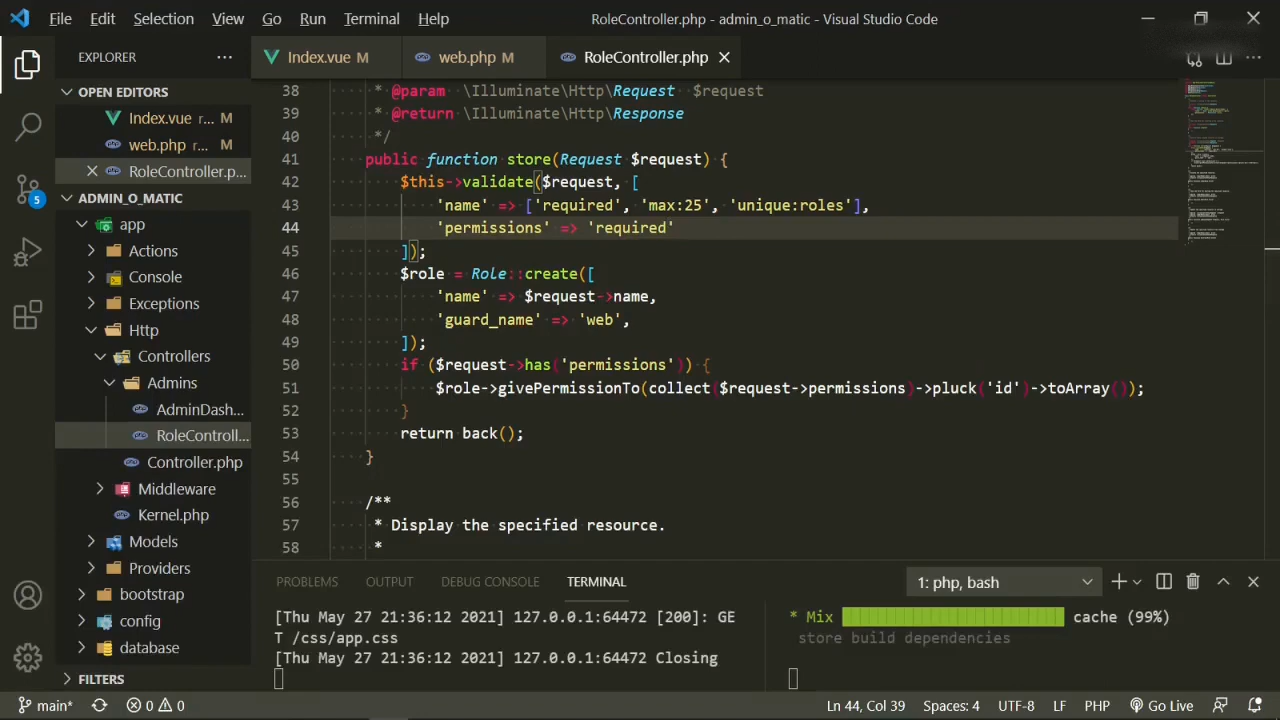 File Edit Selection View Go Run Terminal Help RoleController.php - admin_o_matic - Visual Studio Code
EXPLORER
Index.vue M web.php M RoleController.php
OPEN EDITORS
Index.vue r... M
web.php ... M
RoleController.p...
ADMIN_O_MATIC
app
Actions
Console
Exceptions
Http
Controllers
Admins
AdminDash...
RoleControll...
Controller.php
Middleware
Kernel.php
Models
Providers
bootstrap
config
database
FILTERS
5
38 * @param \Illuminate\Http\Request $request
39 * @return \Illuminate\Http\Response
40 */
41 public function store(Request $request) {
42 $this->validate($request, [
43 'name' => ['required', 'max:25', 'unique:roles'],
44 'permissions' => 'required'
45 ]);
46 $role = Role::create([
47 'name' => $request->name,
48 'guard_name' => 'web',
49 ]);
50 if ($request->has('permissions')) {
51 $role->givePermissionTo(collect($request->permissions)->pluck('id')->toArray());
52 }
53 return back();
54 }
55
56 /**
57 * Display the specified resource.
58 *
PROBLEMS OUTPUT DEBUG CONSOLE TERMINAL 1: php, bash
[Thu May 27 21:36:12 2021] 127.0.0.1:64472 [200]: GE
T /css/app.css
[Thu May 27 21:36:12 2021] 127.0.0.1:64472 Closing
* Mix cache (99%)
store build dependencies
main* 0 0 Ln 44, Col 39 Spaces: 4 UTF-8 LF PHP Go Live